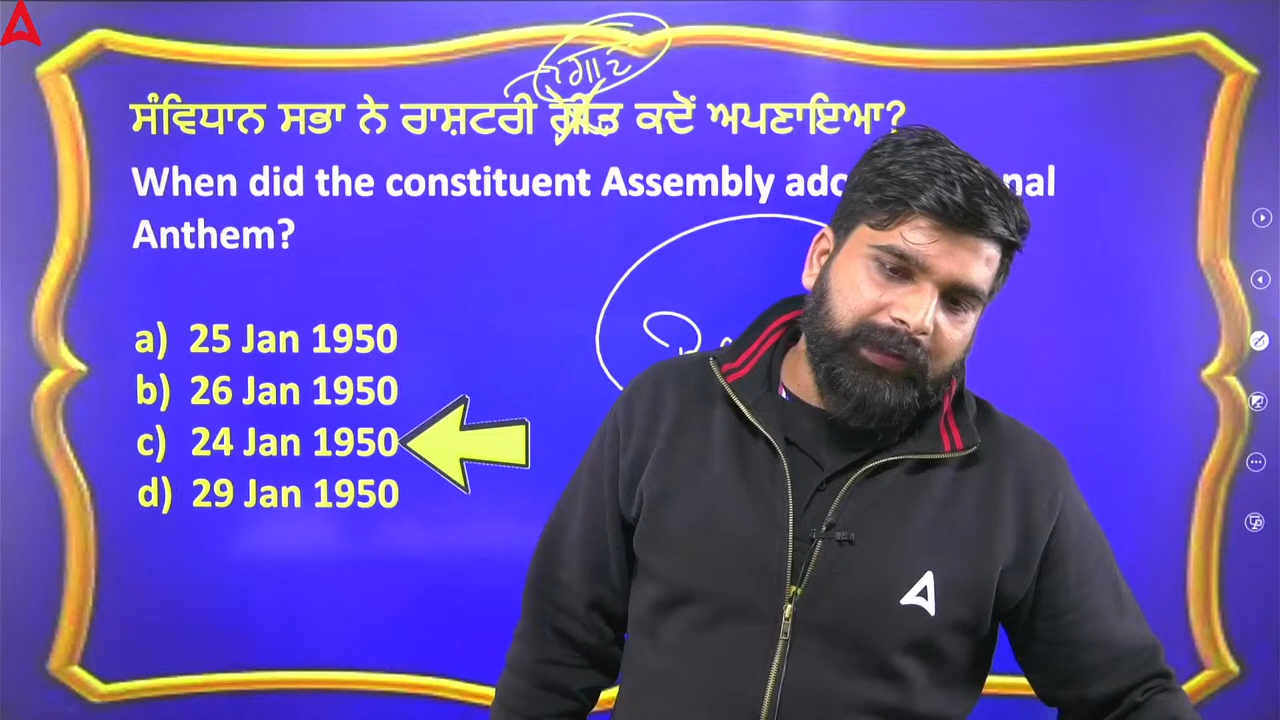 ਸੰਵਿਧਾਨ ਸਭਾ ਨੇ ਰਾਸ਼ਟਰੀ ਗੀਤ ਕਦੋਂ ਅਪਣਾਇਆ?
When did the constituent Assembly
Anthem?
a) 25 Jan 1950
b) 26 Jan 1950
c) 24 Jan 1950
d) 29 Jan 1950